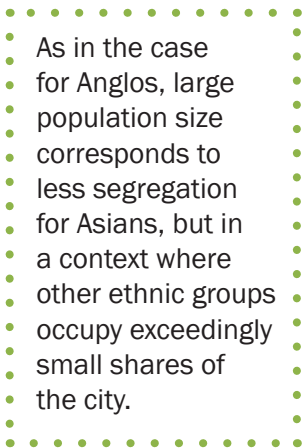 As in the case
for Anglos, large
population size
corresponds to
less segregation
for Asians, but in
a context where
other ethnic groups
occupy exceedingly
small shares of
the city.